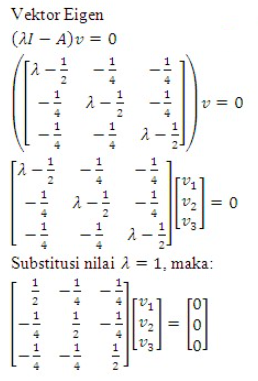 Vektor Eigen
(λI − A)v = 0
([λ − 1/2  −1/4  −1/4; −1/4  λ − 1/2  −1/4; −1/4  −1/4  λ − 1/2]) v = 0
[λ − 1/2  −1/4  −1/4; −1/4  λ − 1/2  −1/4; −1/4  −1/4  λ − 1/2] [v₁; v₂; v₃] = 0
Substitusi nilai λ = 1, maka:
[1/2  −1/4  −1/4; −1/4  1/2  −1/4; −1/4  −1/4  1/2] [v₁; v₂; v₃] = [0; 0; 0]